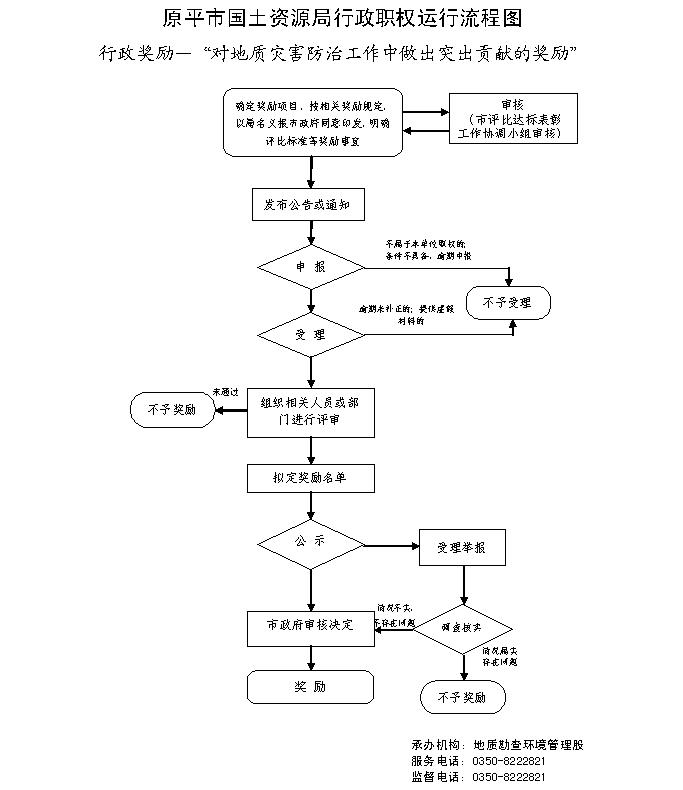 原平市国土资源局行政职权运行流程图
行政奖励—“对地质灾害防治工作中做出突出贡献的奖励”
确定奖励项目、按相关奖励规定,
以局名义报市政府同意印发,明确
评比标准等奖励事宜
审核
（市评比达标表彰
工作协调小组审核）
发布公告或通知
申 报
不属于本单位职权的;
条件不具备、逾期申报
不予受理
受 理
逾期未补正的; 提供虚假
材料的
组织相关人员或部
门进行评审
未通过
不予奖励
拟定奖励名单
公 示
受理举报
市政府审核决定
情况不实,
不存在问题
调查核实
情况属实
存在问题
奖 励
不予奖励
承办机构：地质勘查环境管理股
服务电话：0350-8222821
监督电话：0350-8222821